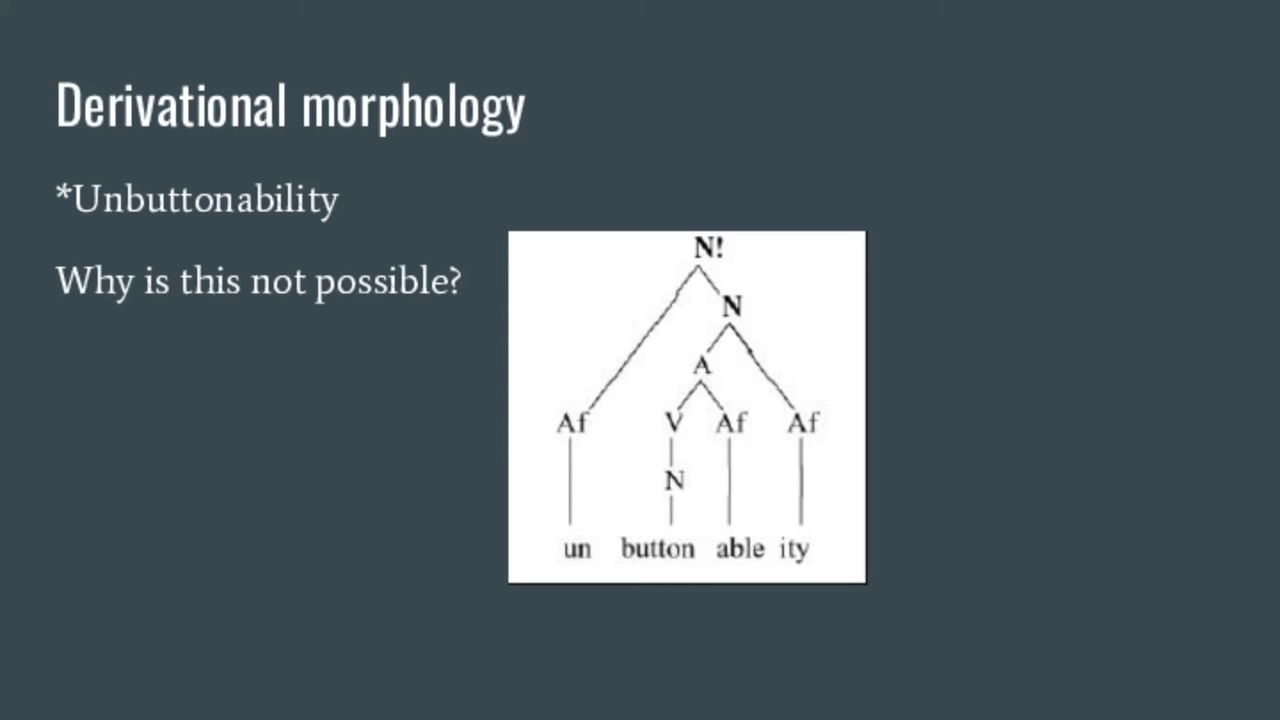 Derivational morphology
*Unbuttonability
Why is this not possible?
N!
N
A
Af V Af Af
N
un button able ity